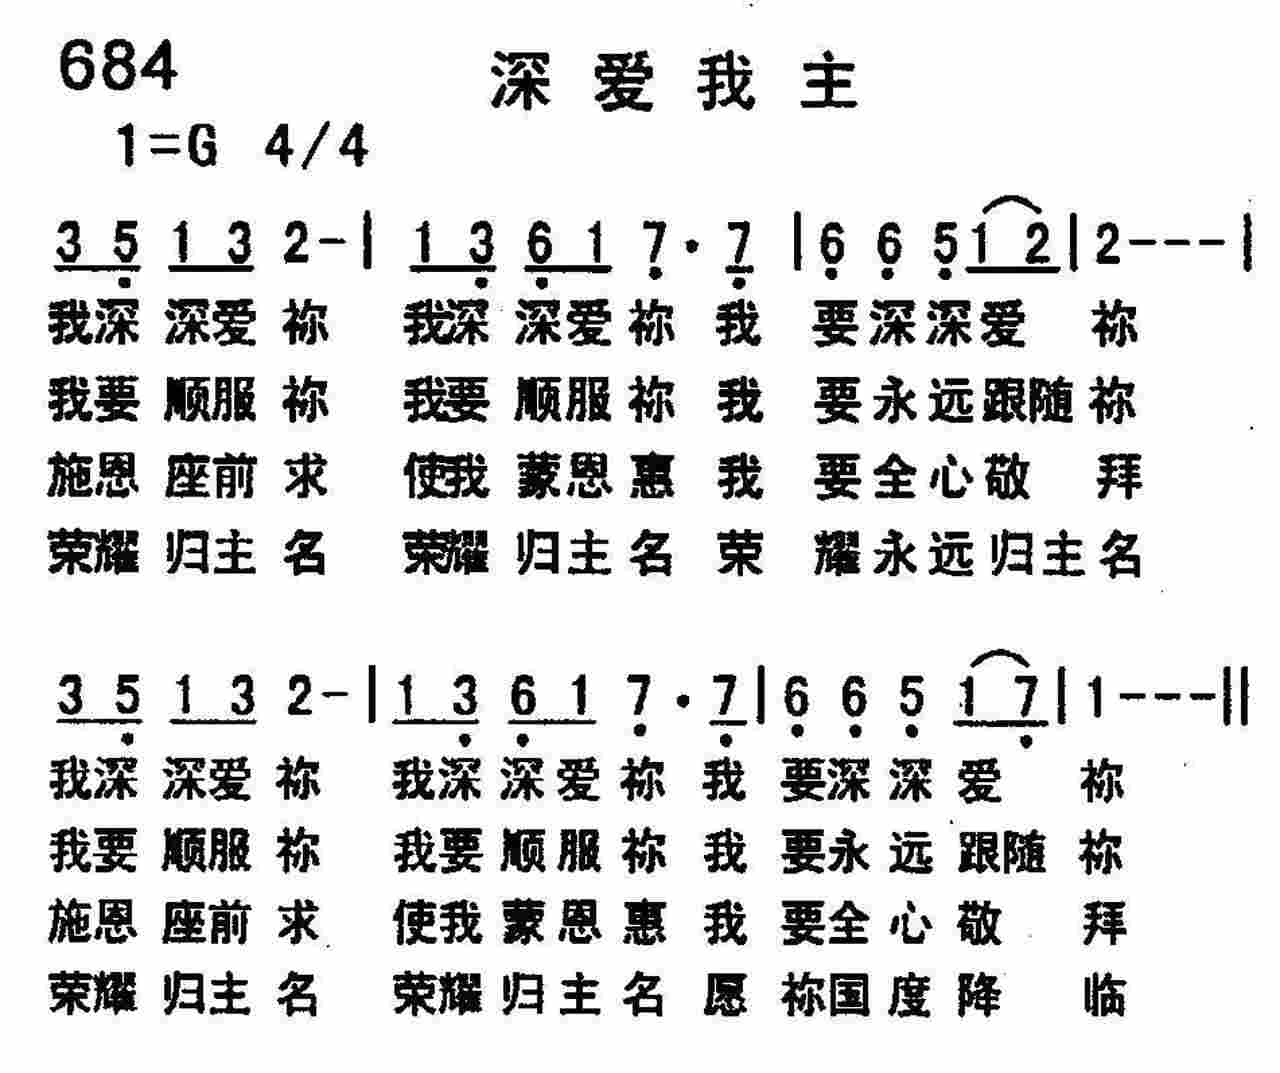 684
深爱我主
1=G 4/4
3 5 1 3 2-| 1 3 6 1 7·7 |6 6 5 1 2|2---|
我深 深爱 祢 我深 深爱祢 我 要深深爱 祢
我要 顺服 祢 我要 顺服祢 我 要永远跟随祢
施恩 座前 求 使我 蒙恩惠 我 要全心敬 拜
荣耀 归主 名 荣耀 归主名 荣 耀永远归主名
3 5 1 3 2-|1 3 6 1 7·7|6 6 5 1 7|1---||
我深 深爱 祢 我深 深爱祢 我 要深 深 爱 祢
我要 顺服 祢 我要 顺服祢 我 要永 远 跟随 祢
施恩 座前 求 使我 蒙恩惠 我 要全 心 敬 拜
荣耀 归主 名 荣耀 归主名 愿 祢国 度 降 临